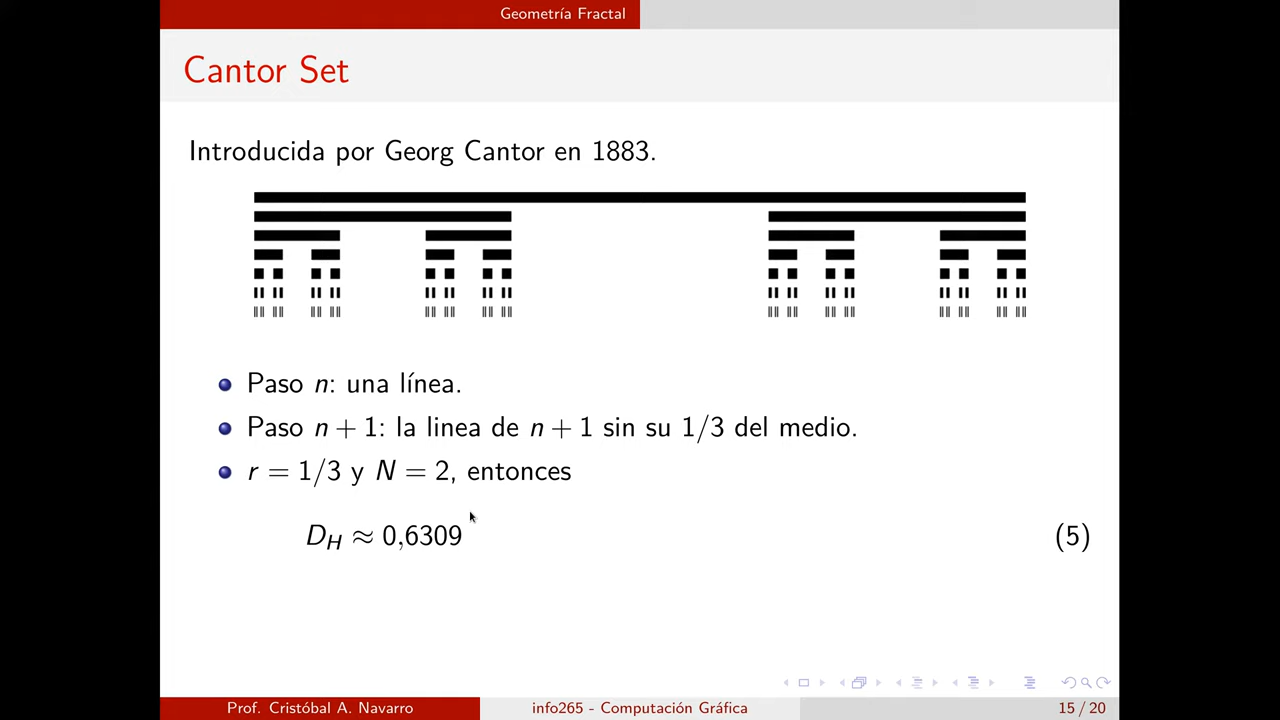 Geometría Fractal
Cantor Set
Introducida por Georg Cantor en 1883.
Paso n: una línea.
Paso n + 1: la linea de n + 1 sin su 1/3 del medio.
r = 1/3 y N = 2, entonces
D_H ≈ 0,6309 (5)
Prof. Cristóbal A. Navarro info265 - Computación Gráfica 15 / 20